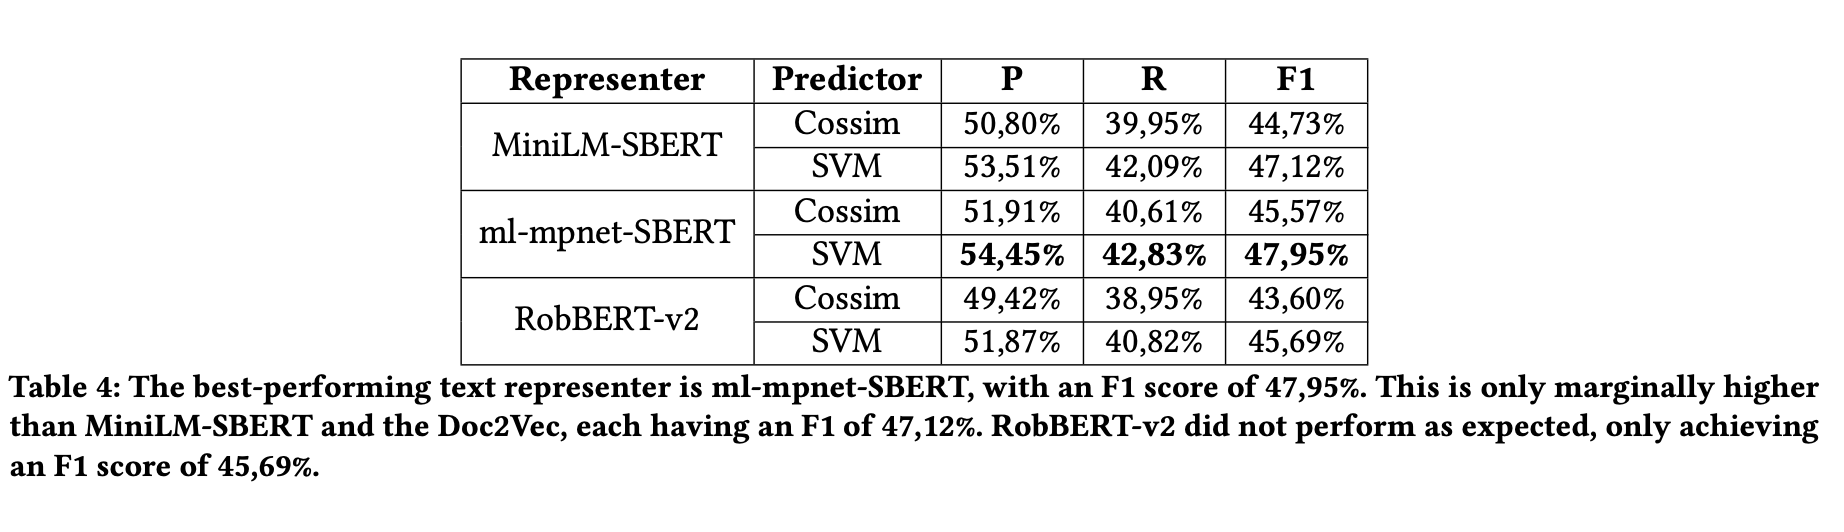 Representer Predictor P R F1
MiniLM-SBERT Cossim 50,80% 39,95% 44,73%
SVM 53,51% 42,09% 47,12%
ml-mpnet-SBERT Cossim 51,91% 40,61% 45,57%
SVM 54,45% 42,83% 47,95%
RobBERT-v2 Cossim 49,42% 38,95% 43,60%
SVM 51,87% 40,82% 45,69%
Table 4: The best-performing text representer is ml-mpnet-SBERT, with an F1 score of 47,95%. This is only marginally higher
than MiniLM-SBERT and the Doc2Vec, each having an F1 of 47,12%. RobBERT-v2 did not perform as expected, only achieving
an F1 score of 45,69%.